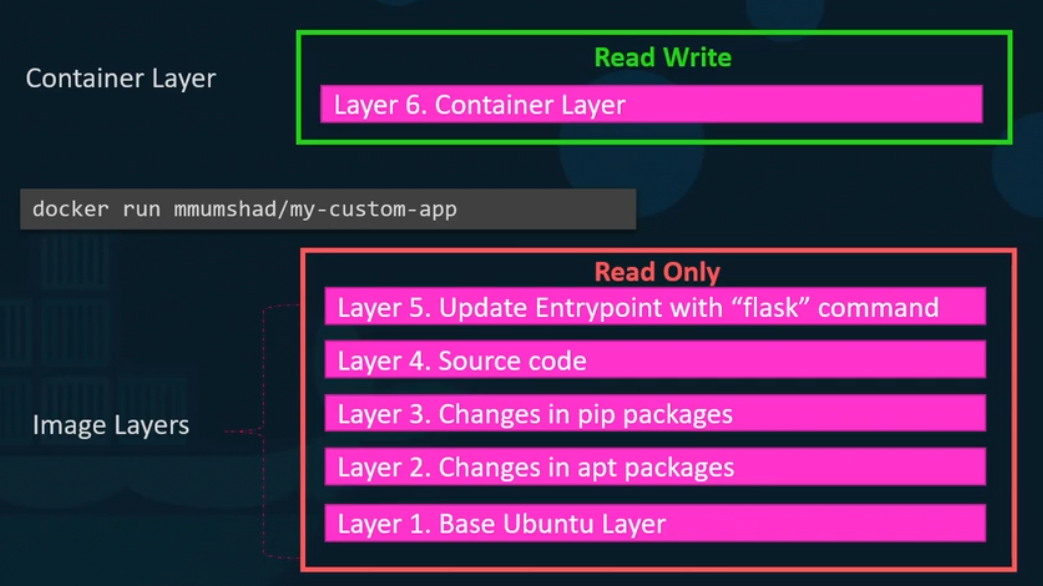 Read Write
Container Layer
Layer 6. Container Layer
docker run mmumshad/my-custom-app
Read Only
Layer 5. Update Entrypoint with “flask” command
Layer 4. Source code
Layer 3. Changes in pip packages
Image Layers
Layer 2. Changes in apt packages
Layer 1. Base Ubuntu Layer